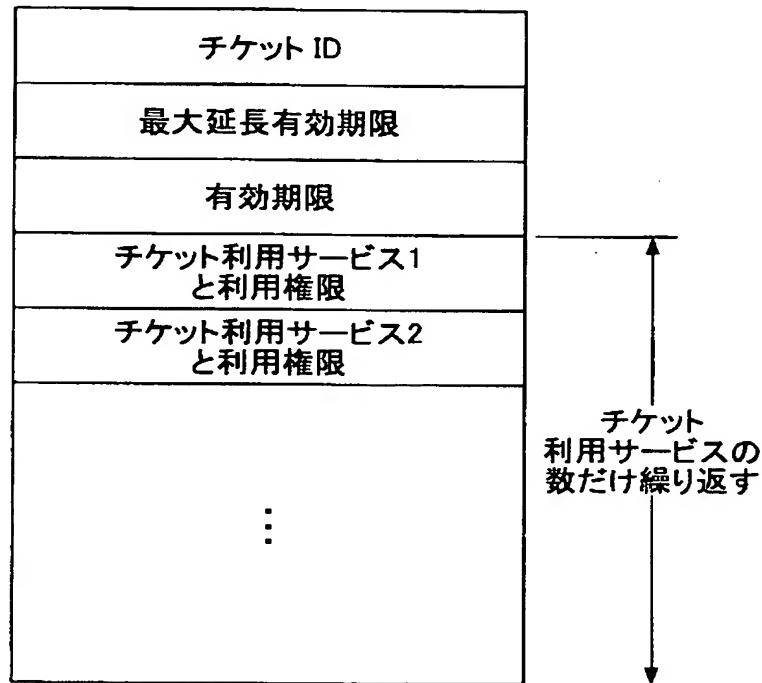 チケット ID
最大延長有効期限
有効期限
チケット利用サービス1
と利用権限
チケット利用サービス2
と利用権限
⋮
チケット
利用サービスの
数だけ繰り返す